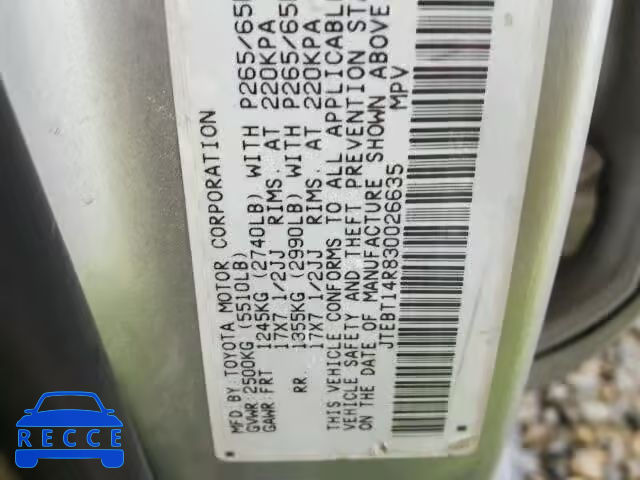 MFD.BY TOYOTA MOTOR CORPORATION
GVWR 2500KG (5510LB)
GAWR FRT 1245KG (2740LB) WITH P265/65
17X7 1/2JJ RIMS. AT 220KPA
RR 1355KG (2990LB) WITH P265/65
17X7 1/2JJ RIMS. AT 220KPA
THIS VEHICLE CONFORMS TO ALL APPLICABLE
VEHICLE SAFETY AND THEFT PREVENTION STA
ON THE DATE OF MANUFACTURE SHOWN ABOVE
JTEBT14R830026635 MPV
RECCE